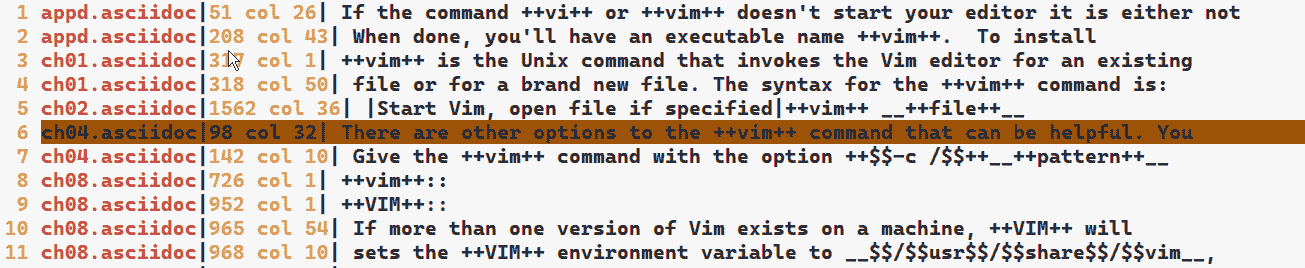 1 appd.asciidoc|51 col 26| If the command ++vi++ or ++vim++ doesn't start your editor it is either not
2 appd.asciidoc|208 col 43| When done, you'll have an executable name ++vim++.  To install
3 ch01.asciidoc|317 col 1| ++vim++ is the Unix command that invokes the Vim editor for an existing
4 ch01.asciidoc|318 col 50| file or for a brand new file. The syntax for the ++vim++ command is:
5 ch02.asciidoc|1562 col 36| |Start Vim, open file if specified|++vim++ __++file++__
6 ch04.asciidoc|98 col 32| There are other options to the ++vim++ command that can be helpful. You
7 ch04.asciidoc|142 col 10| Give the ++vim++ command with the option ++$$-c /$$++__++pattern++__
8 ch08.asciidoc|726 col 1| ++vim++::
9 ch08.asciidoc|952 col 1| ++VIM++::
10 ch08.asciidoc|965 col 54| If more than one version of Vim exists on a machine, ++VIM++ will
11 ch08.asciidoc|968 col 10| sets the ++VIM++ environment variable to __$$/$$usr$$/$$share$$/$$vim__,